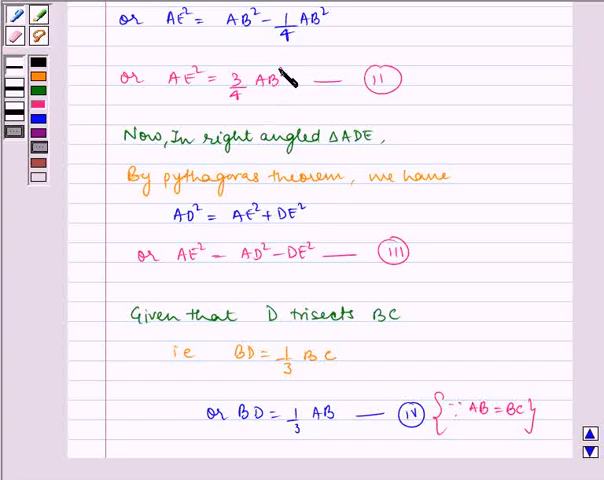 or AE² = AB² - 1/4 AB²
or AE² = 3/4 AB — (II)
Now, In right angled △ADE,
By pythagoras theorem, we have
AD² = AE² + DE²
or AE² = AD² - DE² — (III)
Given that D trisects BC
ie BD = 1/3 BC
or BD = 1/3 AB — (IV) {∵ AB = BC}